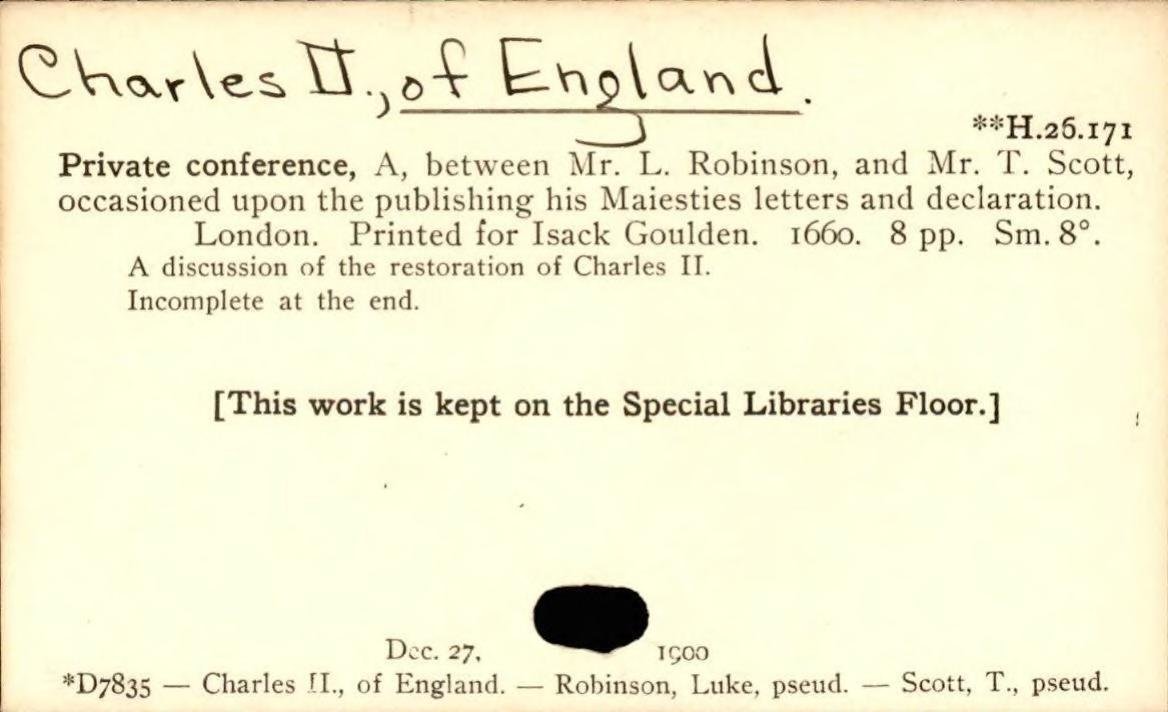 Charles II., of England.
**H.26.171
Private conference, A, between Mr. L. Robinson, and Mr. T. Scott,
occasioned upon the publishing his Maiesties letters and declaration.
London. Printed for Isack Goulden. 1660. 8 pp. Sm. 8°.
A discussion of the restoration of Charles II.
Incomplete at the end.
[This work is kept on the Special Libraries Floor.]
Dec. 27, 1900
*D7835 — Charles II., of England. — Robinson, Luke, pseud. — Scott, T., pseud.